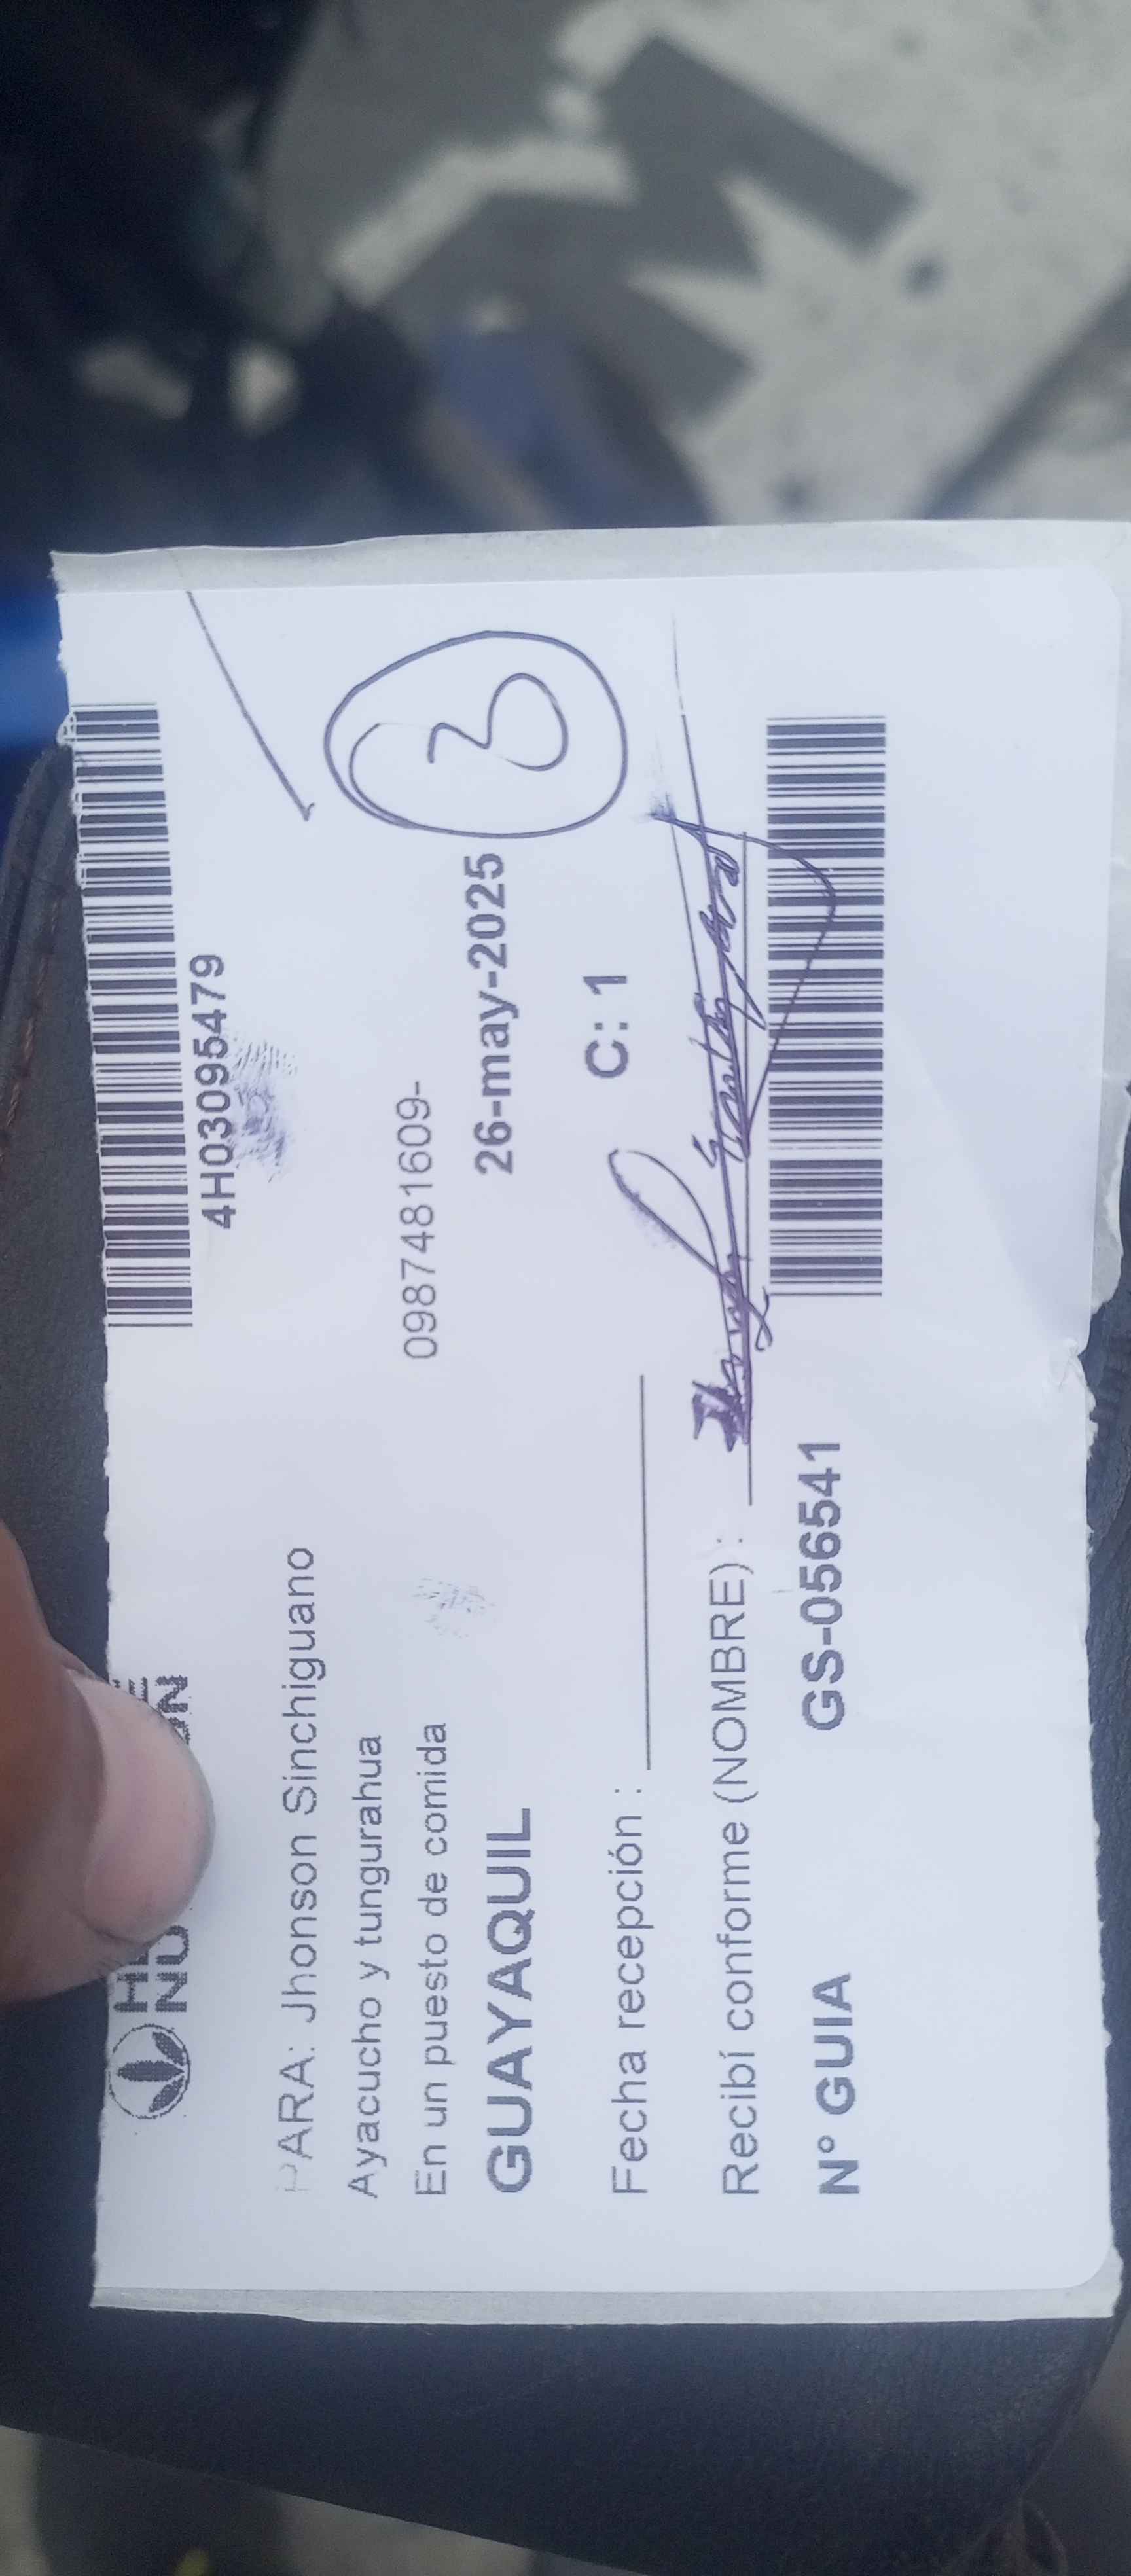 4H03095479
PARA: Jhonson Sinchiguano
Ayacucho y tungurahua
En un puesto de comida 0987481609-
GUAYAQUIL 26-may-2025 3
Fecha recepción : C: 1
Recibí conforme (NOMBRE) :
N° GUIA GS-056541